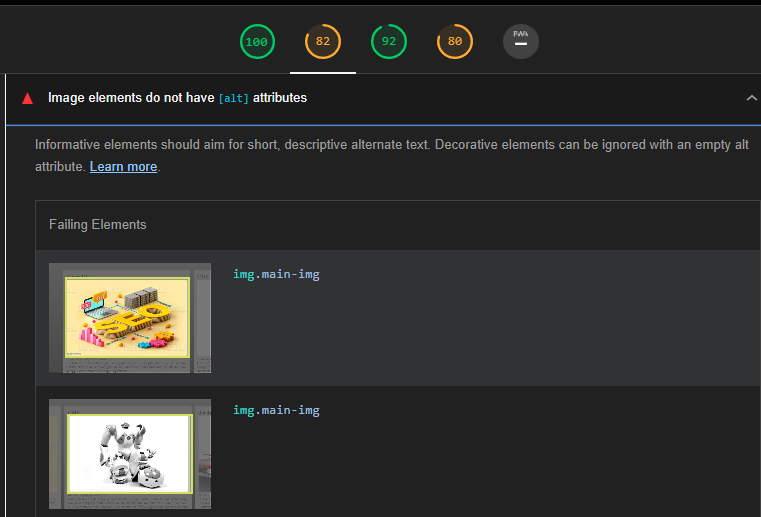 100
82
92
80
PWA
Image elements do not have [alt] attributes
Informative elements should aim for short, descriptive alternate text. Decorative elements can be ignored with an empty alt
attribute. Learn more.
Failing Elements
img.main-img
SEO
img.main-img